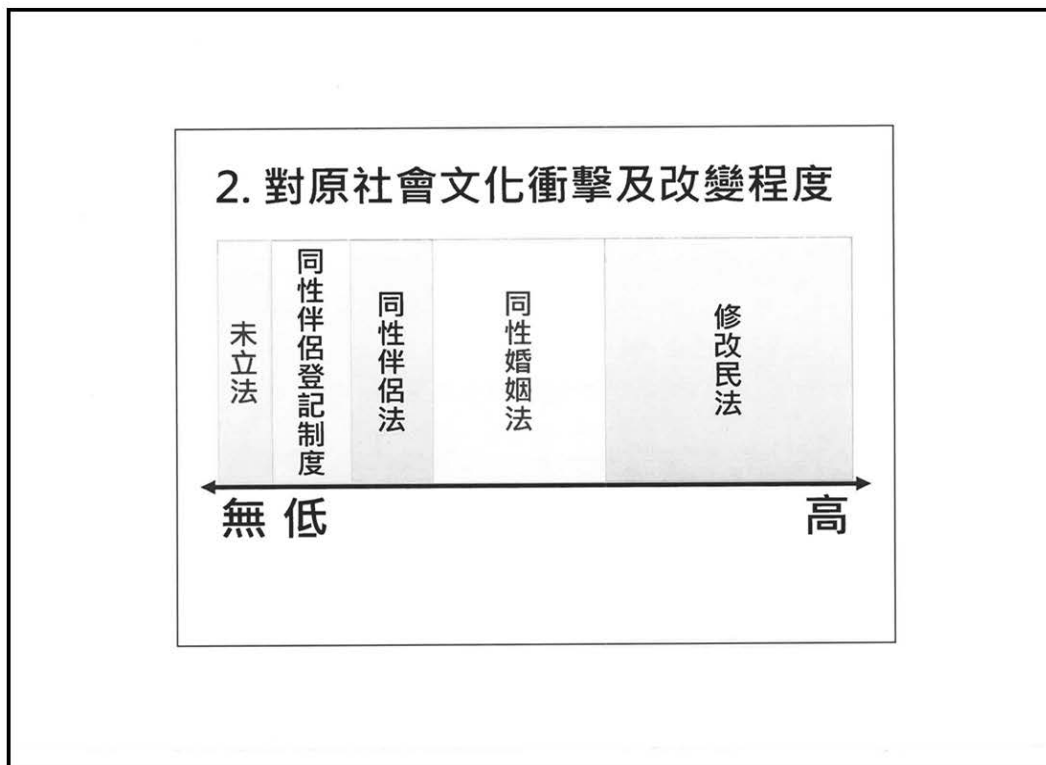 2. 對原社會文化衝擊及改變程度
未立法
同性伴侶登記制度
同性伴侶法
同性婚姻法
修改民法
無 低 高